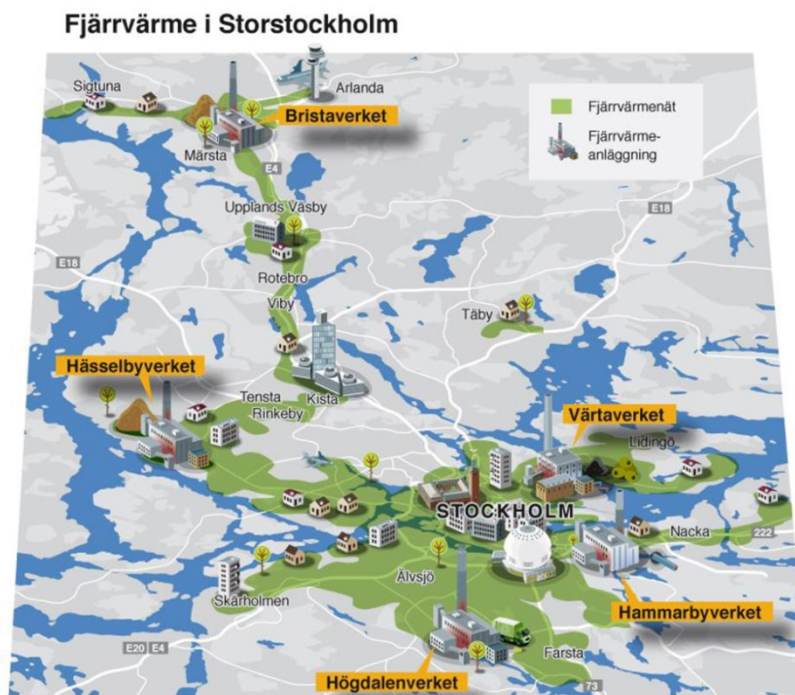 Fjärrvärme i Storstockholm
Sigtuna
Arlanda
Bristaverket
Fjärrvärmenät
Fjärrvärme-
anläggning
Märsta
E4
Upplands Väsby
E18
E18
Rotebro
Viby
Täby
Hässelbyverket
Tensta
Rinkeby
Kista
Värtaverket
Lidingö
STOCKHOLM
Nacka
222
Älvsjö
Skärholmen
Hammarbyverket
E20 E4
Farsta
Högdalenverket
73